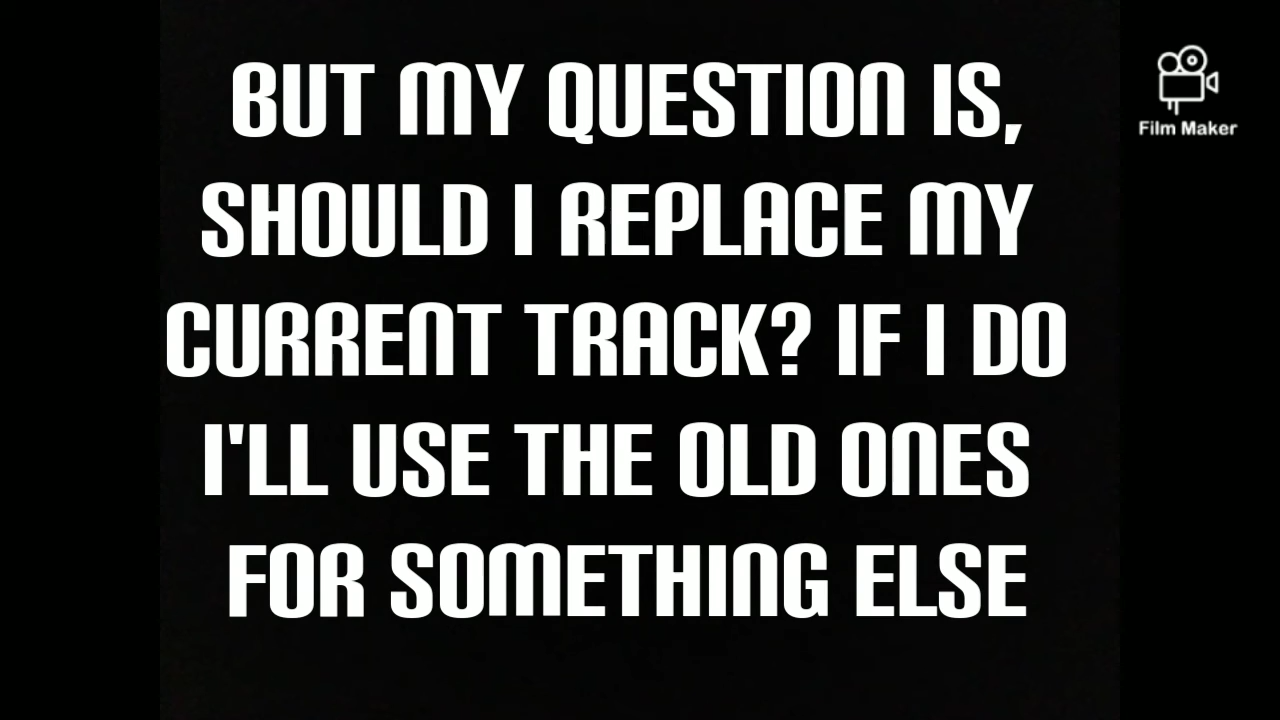 BUT MY QUESTION IS,
SHOULD I REPLACE MY
CURRENT TRACK? IF I DO
I'LL USE THE OLD ONES
FOR SOMETHING ELSE
Film Maker